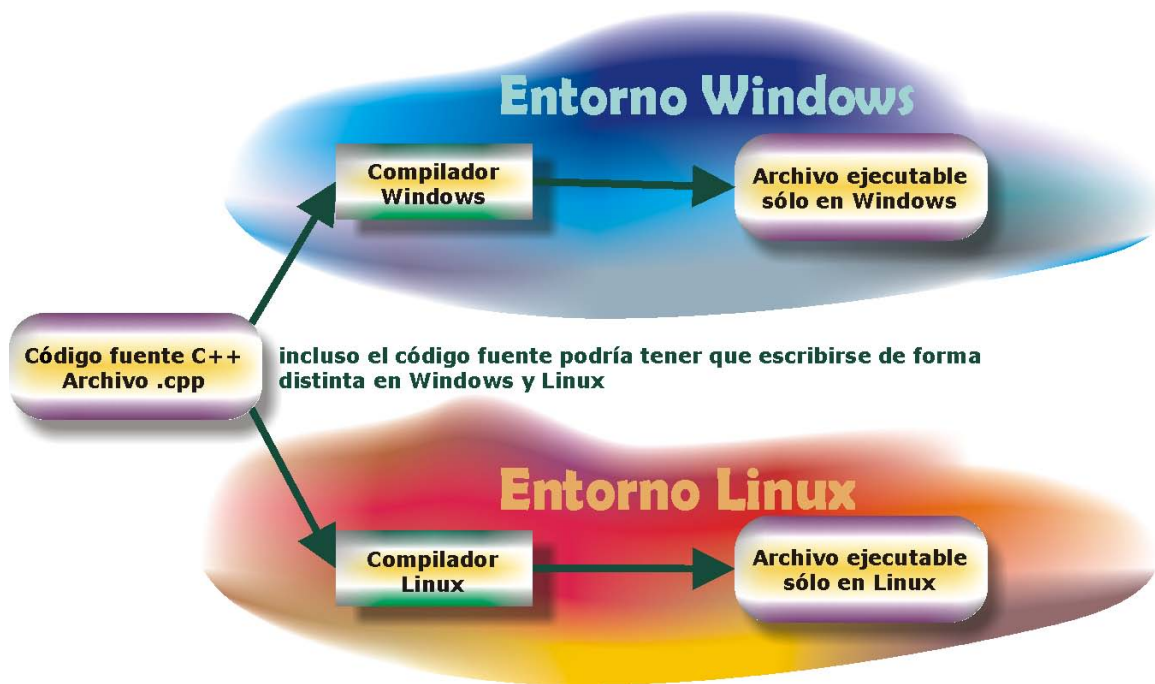 Entorno Windows
Compilador
Windows
Archivo ejecutable
sólo en Windows
Código fuente C++
Archivo .cpp
incluso el código fuente podría tener que escribirse de forma
distinta en Windows y Linux
Entorno Linux
Compilador
Linux
Archivo ejecutable
sólo en Linux